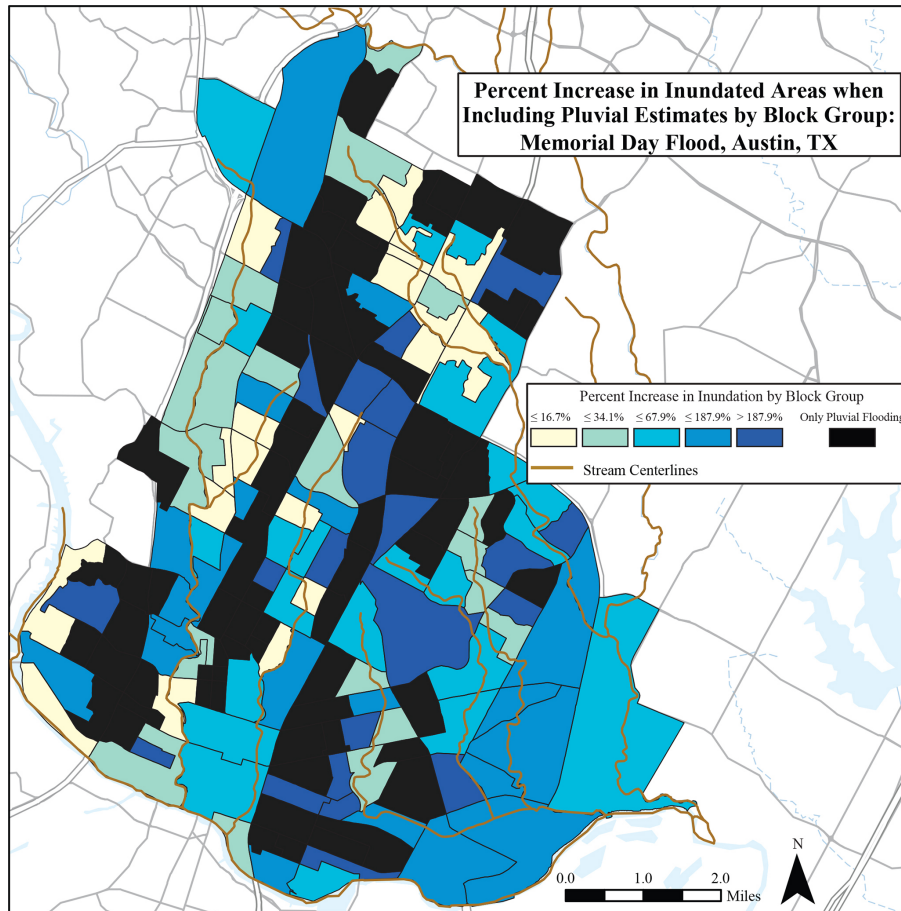 Percent Increase in Inundated Areas when
Including Pluvial Estimates by Block Group:
Memorial Day Flood, Austin, TX
Percent Increase in Inundation by Block Group
≤ 16.7% ≤ 34.1% ≤ 67.9% ≤ 187.9% > 187.9% Only Pluvial Flooding
Stream Centerlines
N
0.0 1.0 2.0
Miles